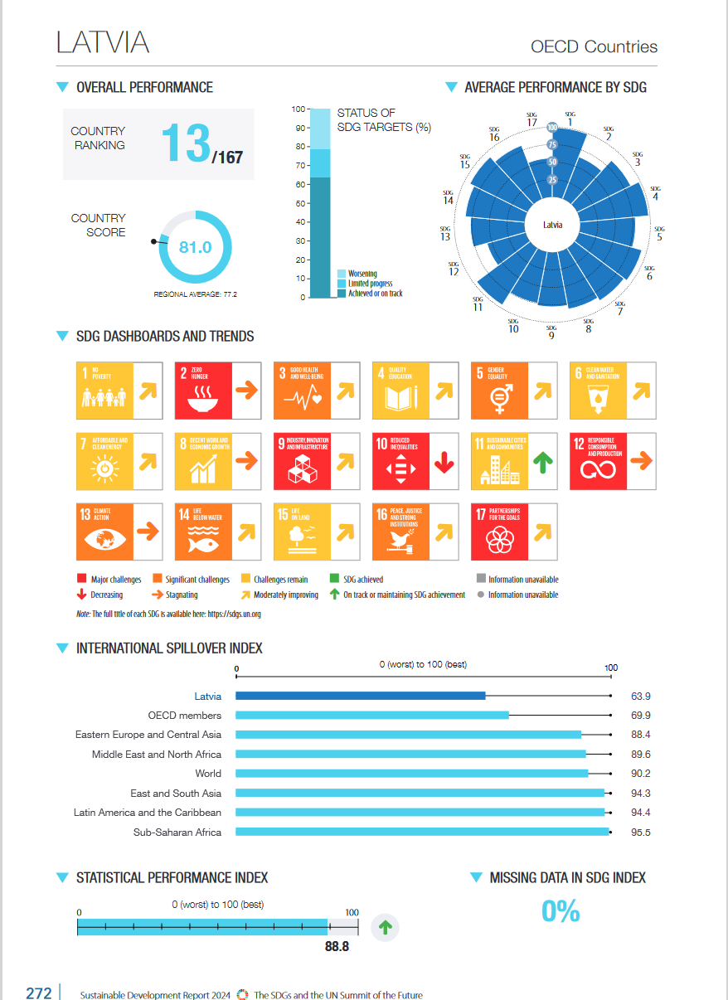 LATVIA
OECD Countries
OVERALL PERFORMANCE
COUNTRY
RANKING
13/167
COUNTRY
SCORE
81.0
REGIONAL AVERAGE: 77.2
STATUS OF
SDG TARGETS (%)
100
90
80
70
60
50
40
30
20
10
0
Worsening
Limited progress
Achieved or on track
AVERAGE PERFORMANCE BY SDG
SDG
1
SDG
2
SDG
3
SDG
4
SDG
5
SDG
6
SDG
7
SDG
8
SDG
9
SDG
10
SDG
11
SDG
12
SDG
13
SDG
14
SDG
15
SDG
16
SDG
17
100
75
50
25
Latvia
SDG DASHBOARDS AND TRENDS
1 NO
POVERTY
2 ZERO
HUNGER
3 GOOD HEALTH
AND WELL-BEING
4 QUALITY
EDUCATION
5 GENDER
EQUALITY
6 CLEAN WATER
AND SANITATION
7 AFFORDABLE AND
CLEAN ENERGY
8 DECENT WORK AND
ECONOMIC GROWTH
9 INDUSTRY, INNOVATION
AND INFRASTRUCTURE
10 REDUCED
INEQUALITIES
11 SUSTAINABLE CITIES
AND COMMUNITIES
12 RESPONSIBLE
CONSUMPTION
AND PRODUCTION
13 CLIMATE
ACTION
14 LIFE
BELOW WATER
15 LIFE
ON LAND
16 PEACE, JUSTICE
AND STRONG
INSTITUTIONS
17 PARTNERSHIPS
FOR THE GOALS
Major challenges
Significant challenges
Challenges remain
SDG achieved
Information unavailable
Decreasing
Stagnating
Moderately improving
On track or maintaining SDG achievement
Information unavailable
Note: The full title of each SDG is available here: https://sdgs.un.org
INTERNATIONAL SPILLOVER INDEX
0
0 (worst) to 100 (best)
100
Latvia 63.9
OECD members 69.9
Eastern Europe and Central Asia 88.4
Middle East and North Africa 89.6
World 90.2
East and South Asia 94.3
Latin America and the Caribbean 94.4
Sub-Saharan Africa 95.5
STATISTICAL PERFORMANCE INDEX
0 (worst) to 100 (best)
0
100
88.8
MISSING DATA IN SDG INDEX
0%
272
Sustainable Development Report 2024
The SDGs and the UN Summit of the Future